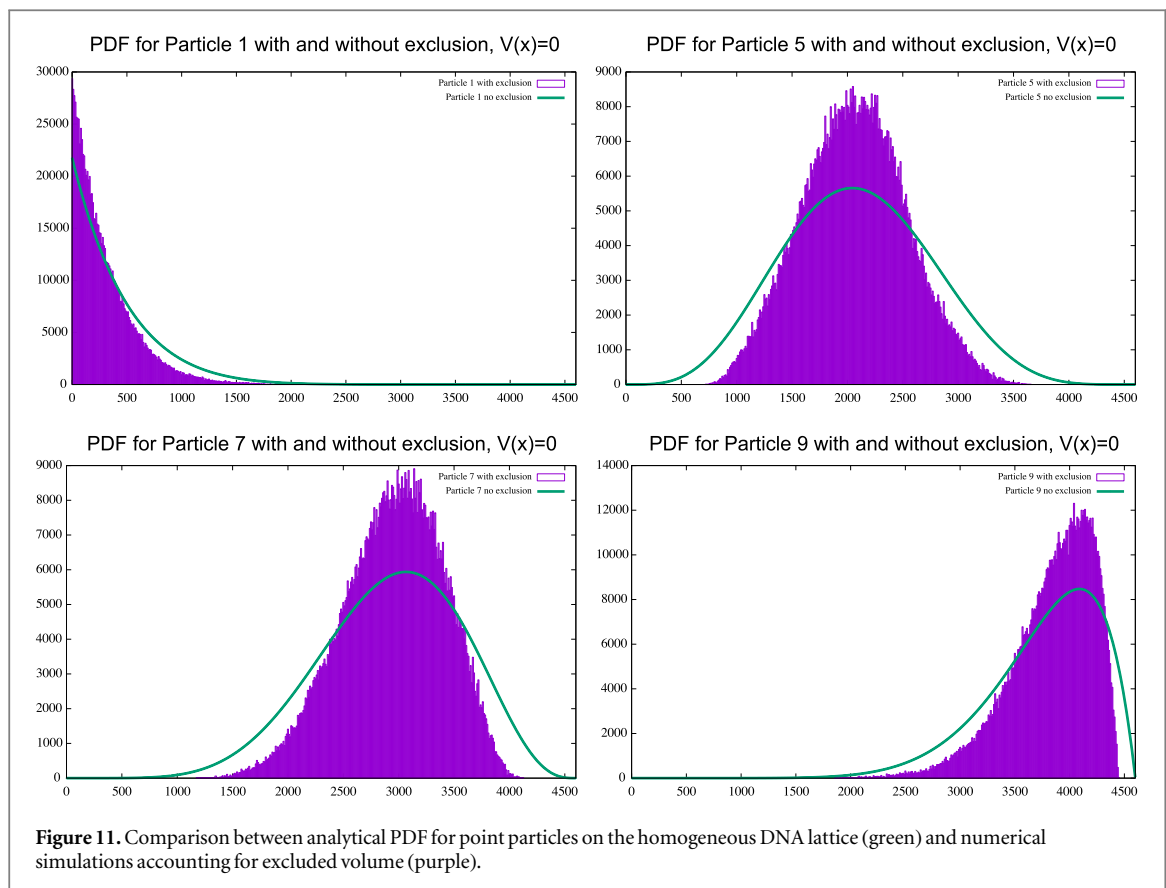 PDF for Particle 1 with and without exclusion, V(x)=0
30000
25000
20000
15000
10000
5000
0
Particle 1 with exclusion
Particle 1 no exclusion
0 500 1000 1500 2000 2500 3000 3500 4000 4500
PDF for Particle 5 with and without exclusion, V(x)=0
9000
8000
7000
6000
5000
4000
3000
2000
1000
0
Particle 5 with exclusion
Particle 5 no exclusion
0 500 1000 1500 2000 2500 3000 3500 4000 4500
PDF for Particle 7 with and without exclusion, V(x)=0
9000
8000
7000
6000
5000
4000
3000
2000
1000
0
Particle 7 with exclusion
Particle 7 no exclusion
0 500 1000 1500 2000 2500 3000 3500 4000 4500
PDF for Particle 9 with and without exclusion, V(x)=0
14000
12000
10000
8000
6000
4000
2000
0
Particle 9 with exclusion
Particle 9 no exclusion
0 500 1000 1500 2000 2500 3000 3500 4000 4500
Figure 11. Comparison between analytical PDF for point particles on the homogeneous DNA lattice (green) and numerical
simulations accounting for excluded volume (purple).